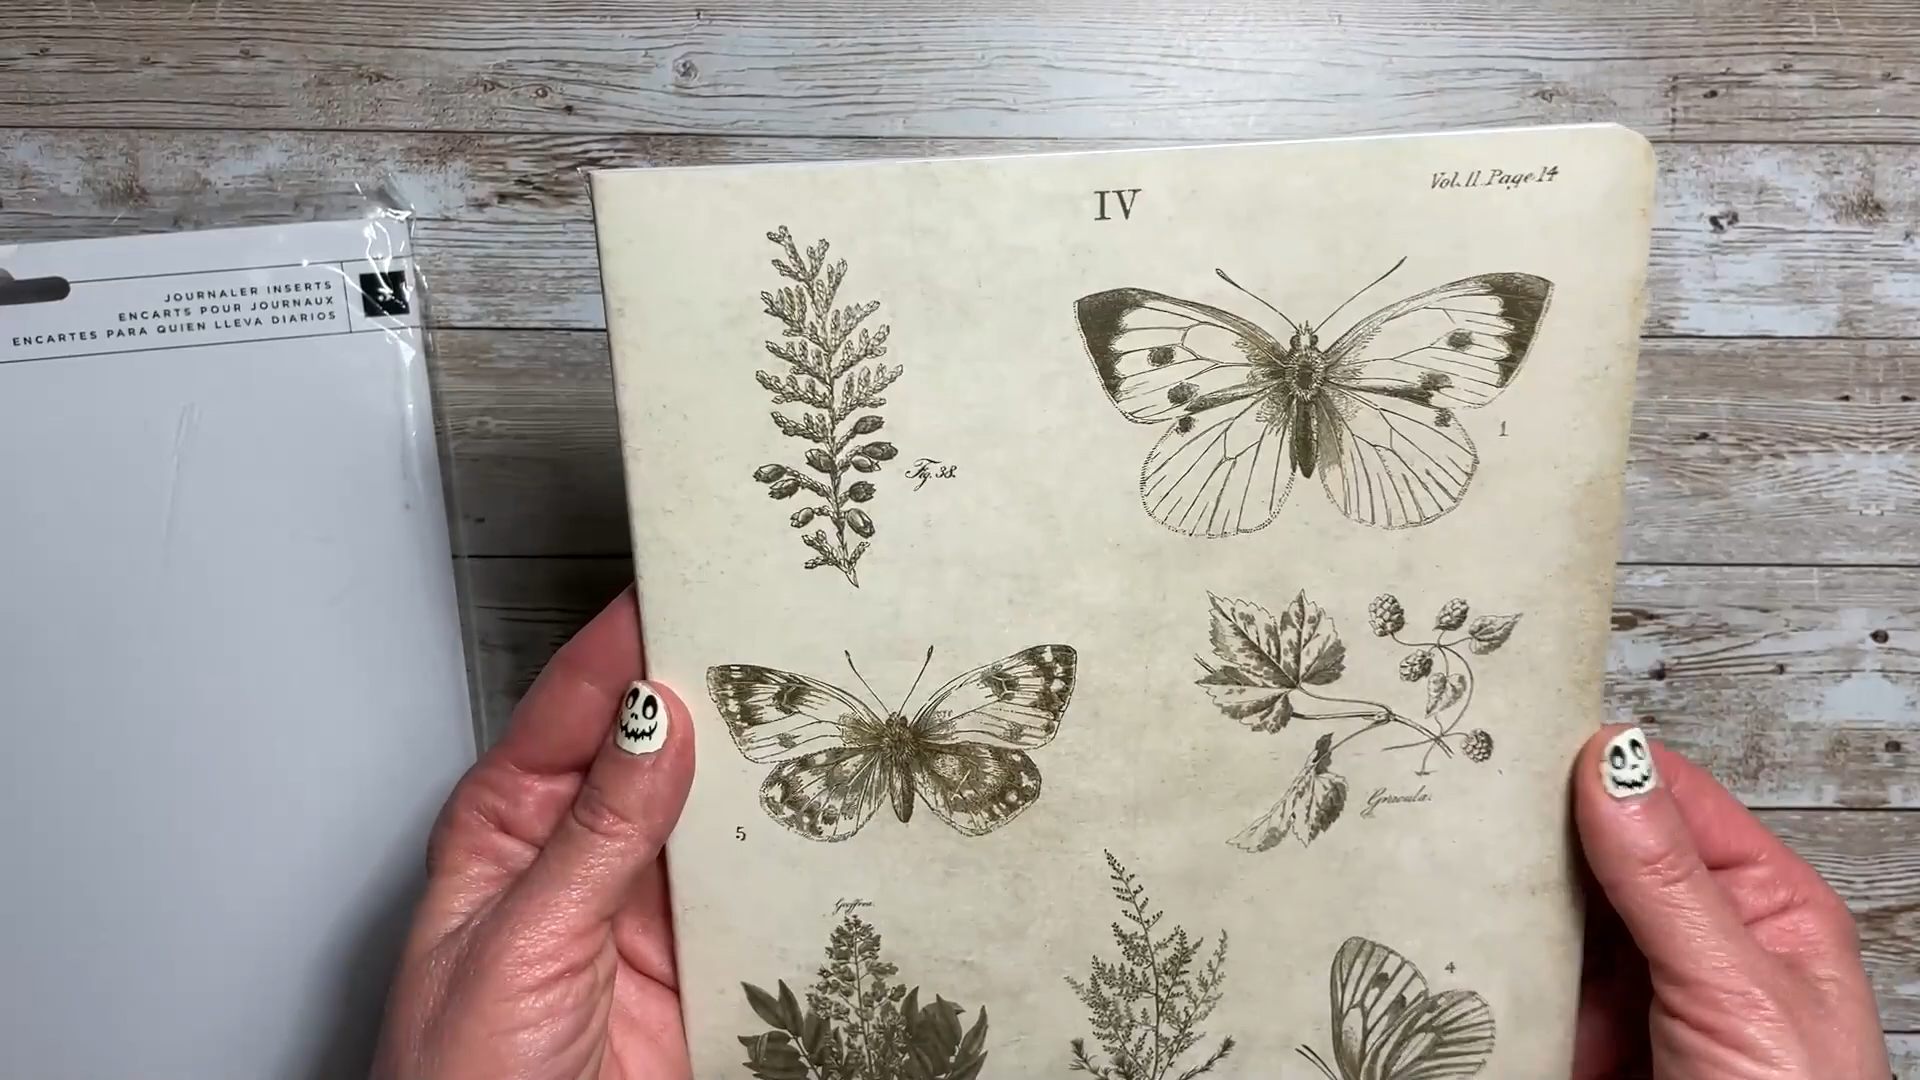 JOURNALER INSERTS
ENCARTS POUR JOURNAUX
ENCARTES PARA QUIEN LLEVA DIARIOS
IV
Vol. II. Page 14
Fig. 38.
1
5
4